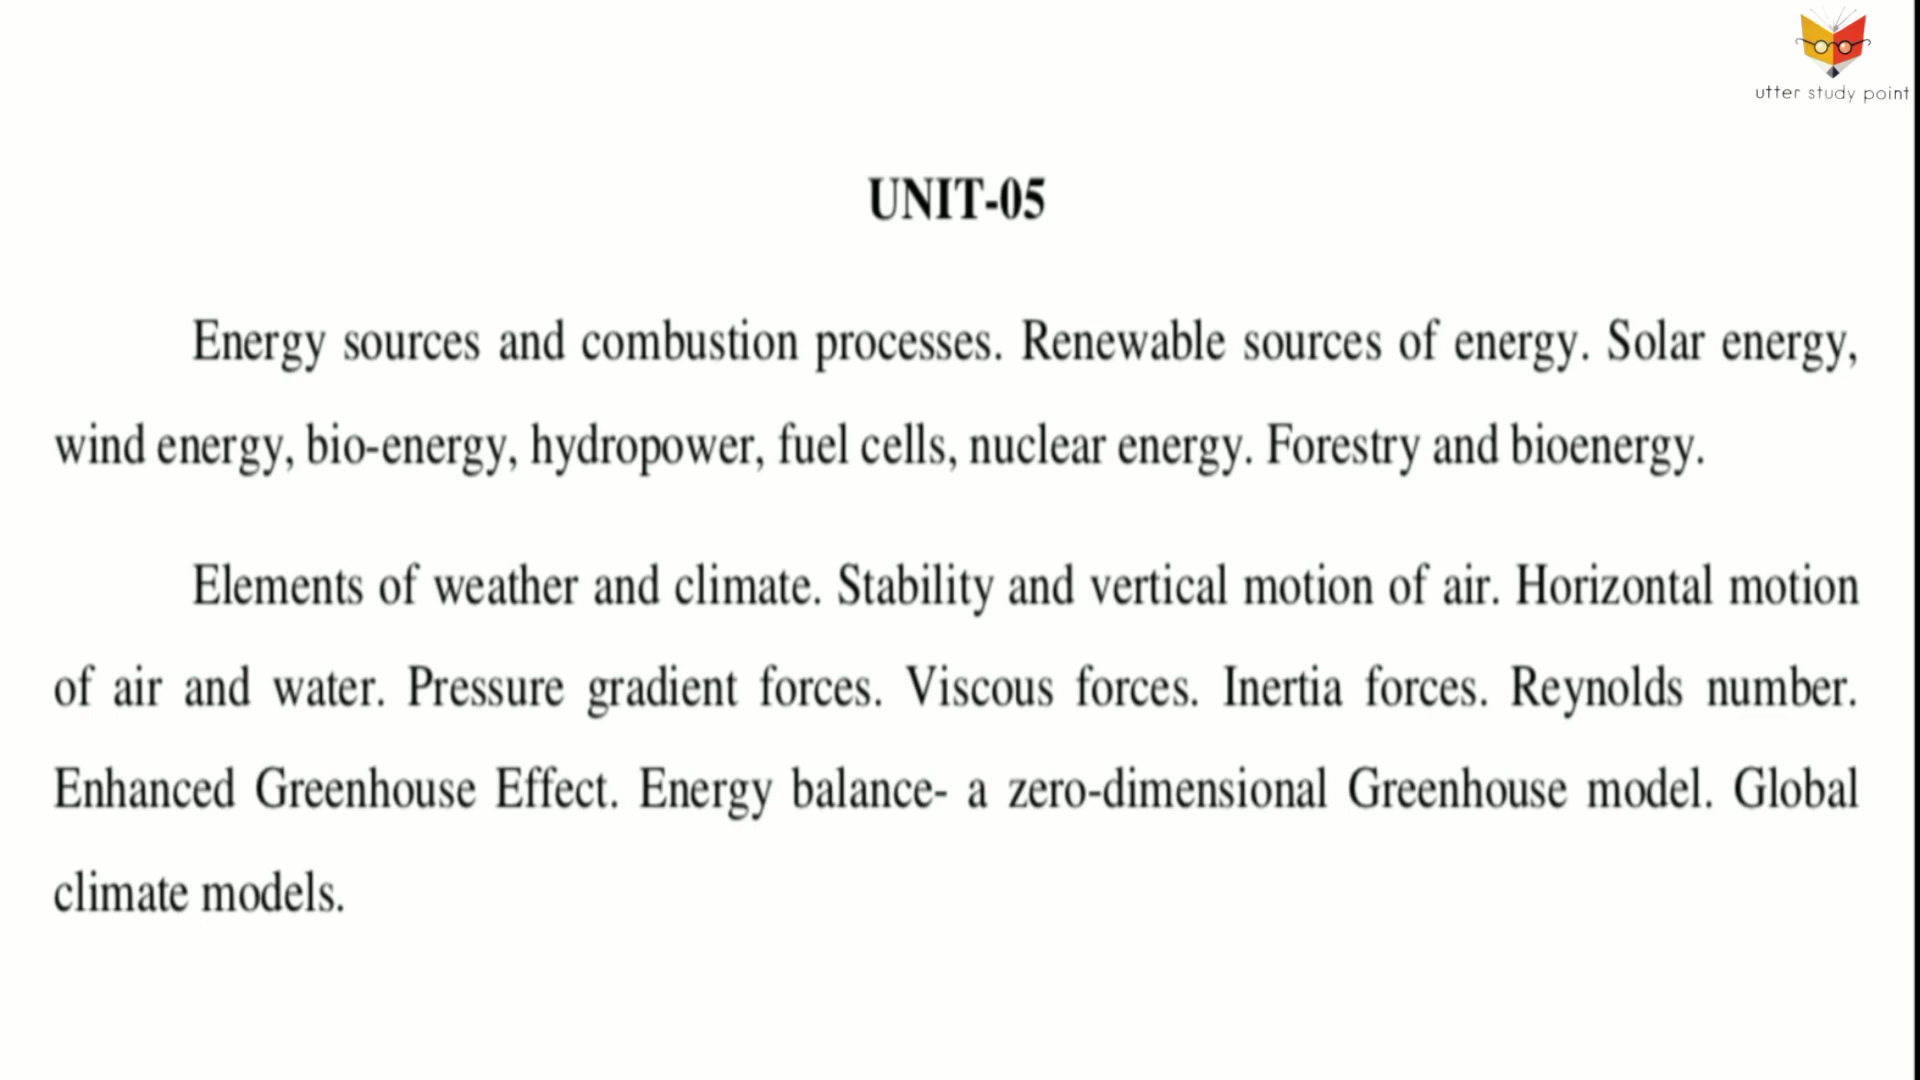 utter study point
UNIT-05
Energy sources and combustion processes. Renewable sources of energy. Solar energy,
wind energy, bio-energy, hydropower, fuel cells, nuclear energy. Forestry and bioenergy.
Elements of weather and climate. Stability and vertical motion of air. Horizontal motion
of air and water. Pressure gradient forces. Viscous forces. Inertia forces. Reynolds number.
Enhanced Greenhouse Effect. Energy balance- a zero-dimensional Greenhouse model. Global
climate models.